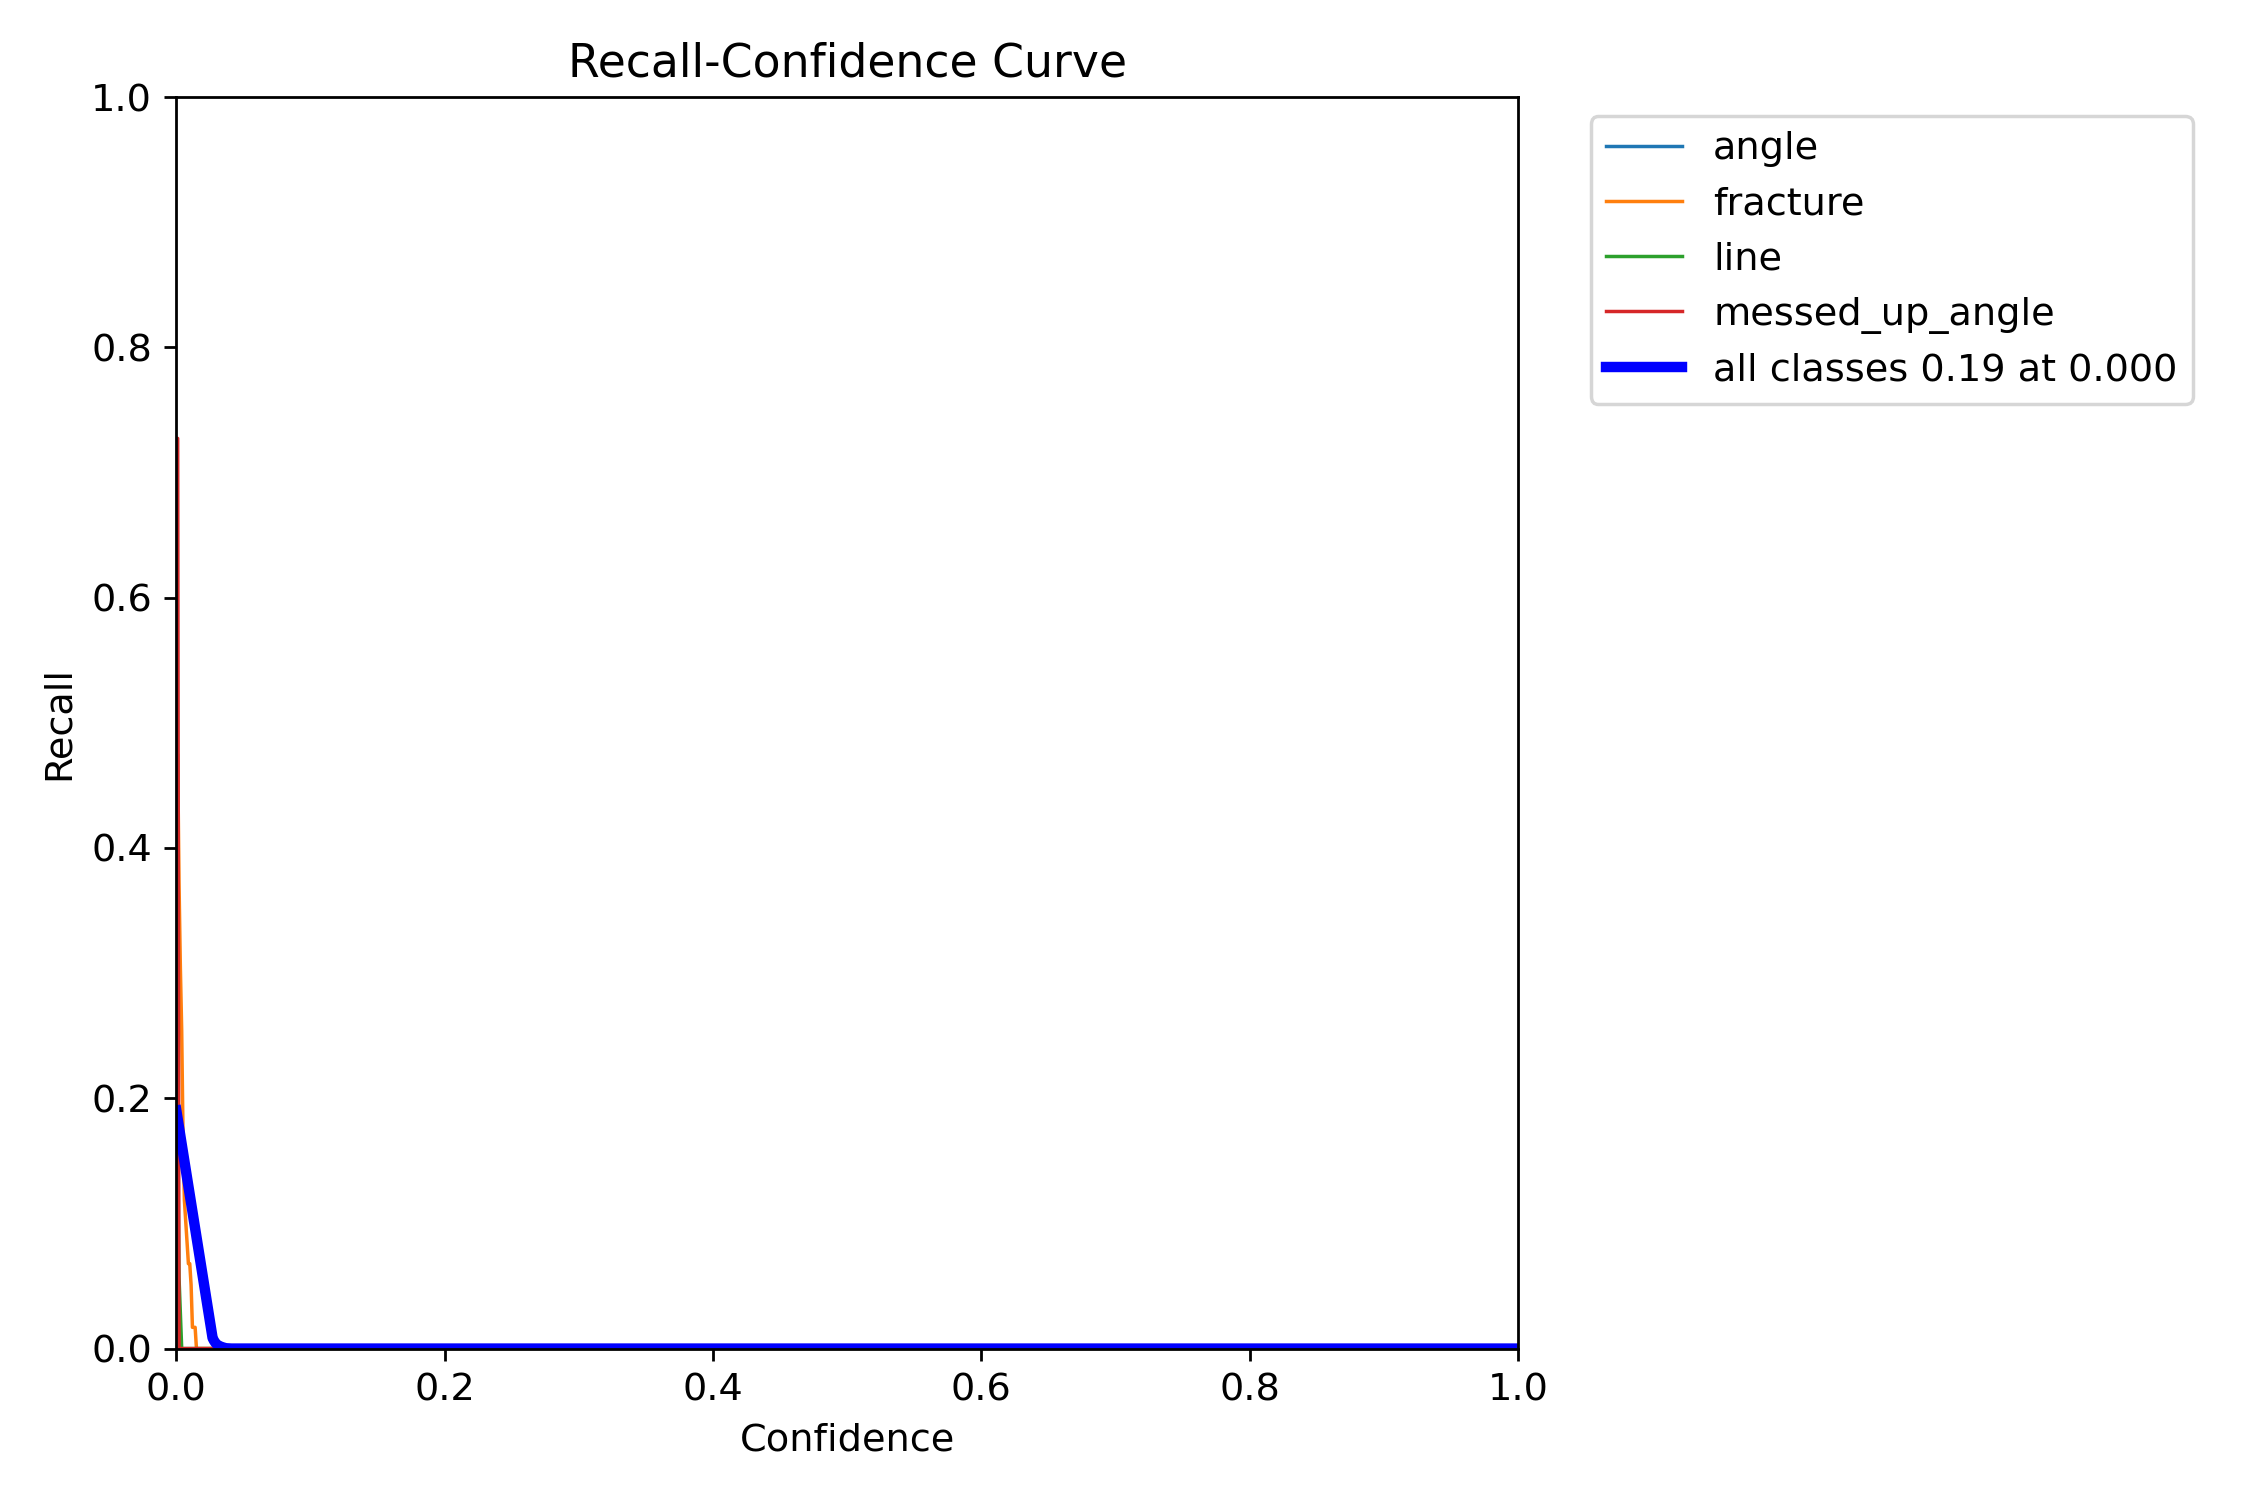 Recall-Confidence Curve
1.0
0.8
0.6
0.4
0.2
0.0
Recall
0.0 0.2 0.4 0.6 0.8 1.0
Confidence
angle
fracture
line
messed_up_angle
all classes 0.19 at 0.000